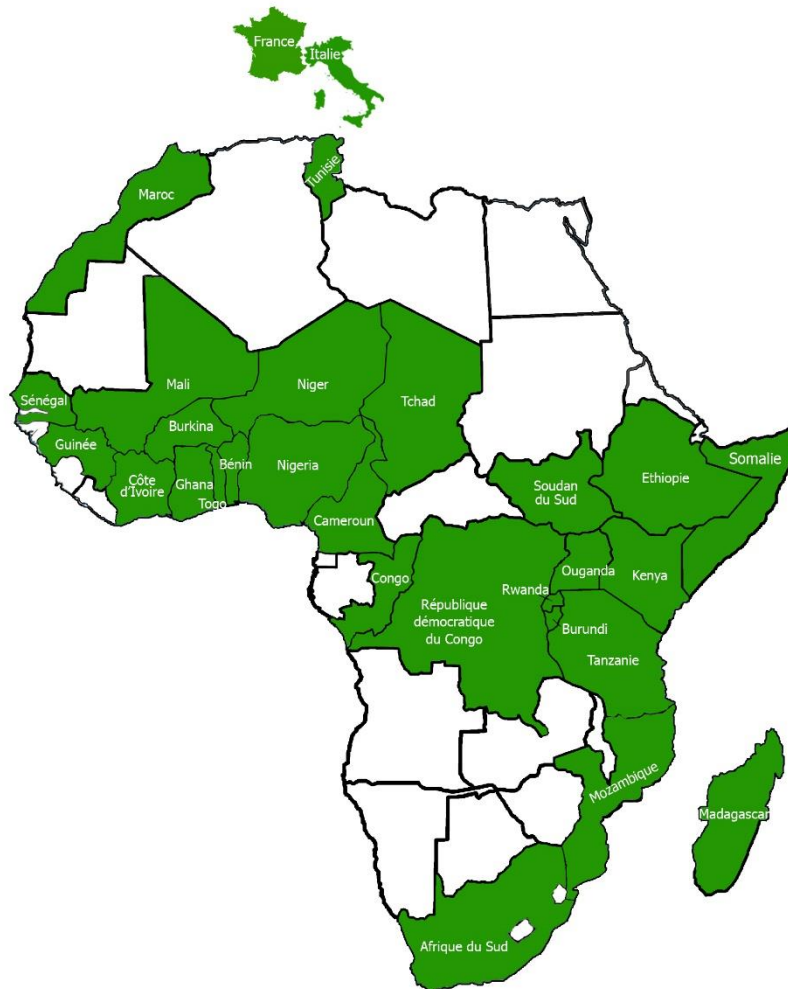 France
Italie
Tunisie
Maroc
Mali
Niger
Tchad
Sénégal
Burkina
Guinée
Côte
d'Ivoire
Ghana
Togo
Bénin
Nigeria
Cameroun
Soudan
du Sud
Ethiopie
Somalie
Congo
République
démocratique
du Congo
Rwanda
Ouganda
Kenya
Burundi
Tanzanie
Mozambique
Madagascar
Afrique du Sud